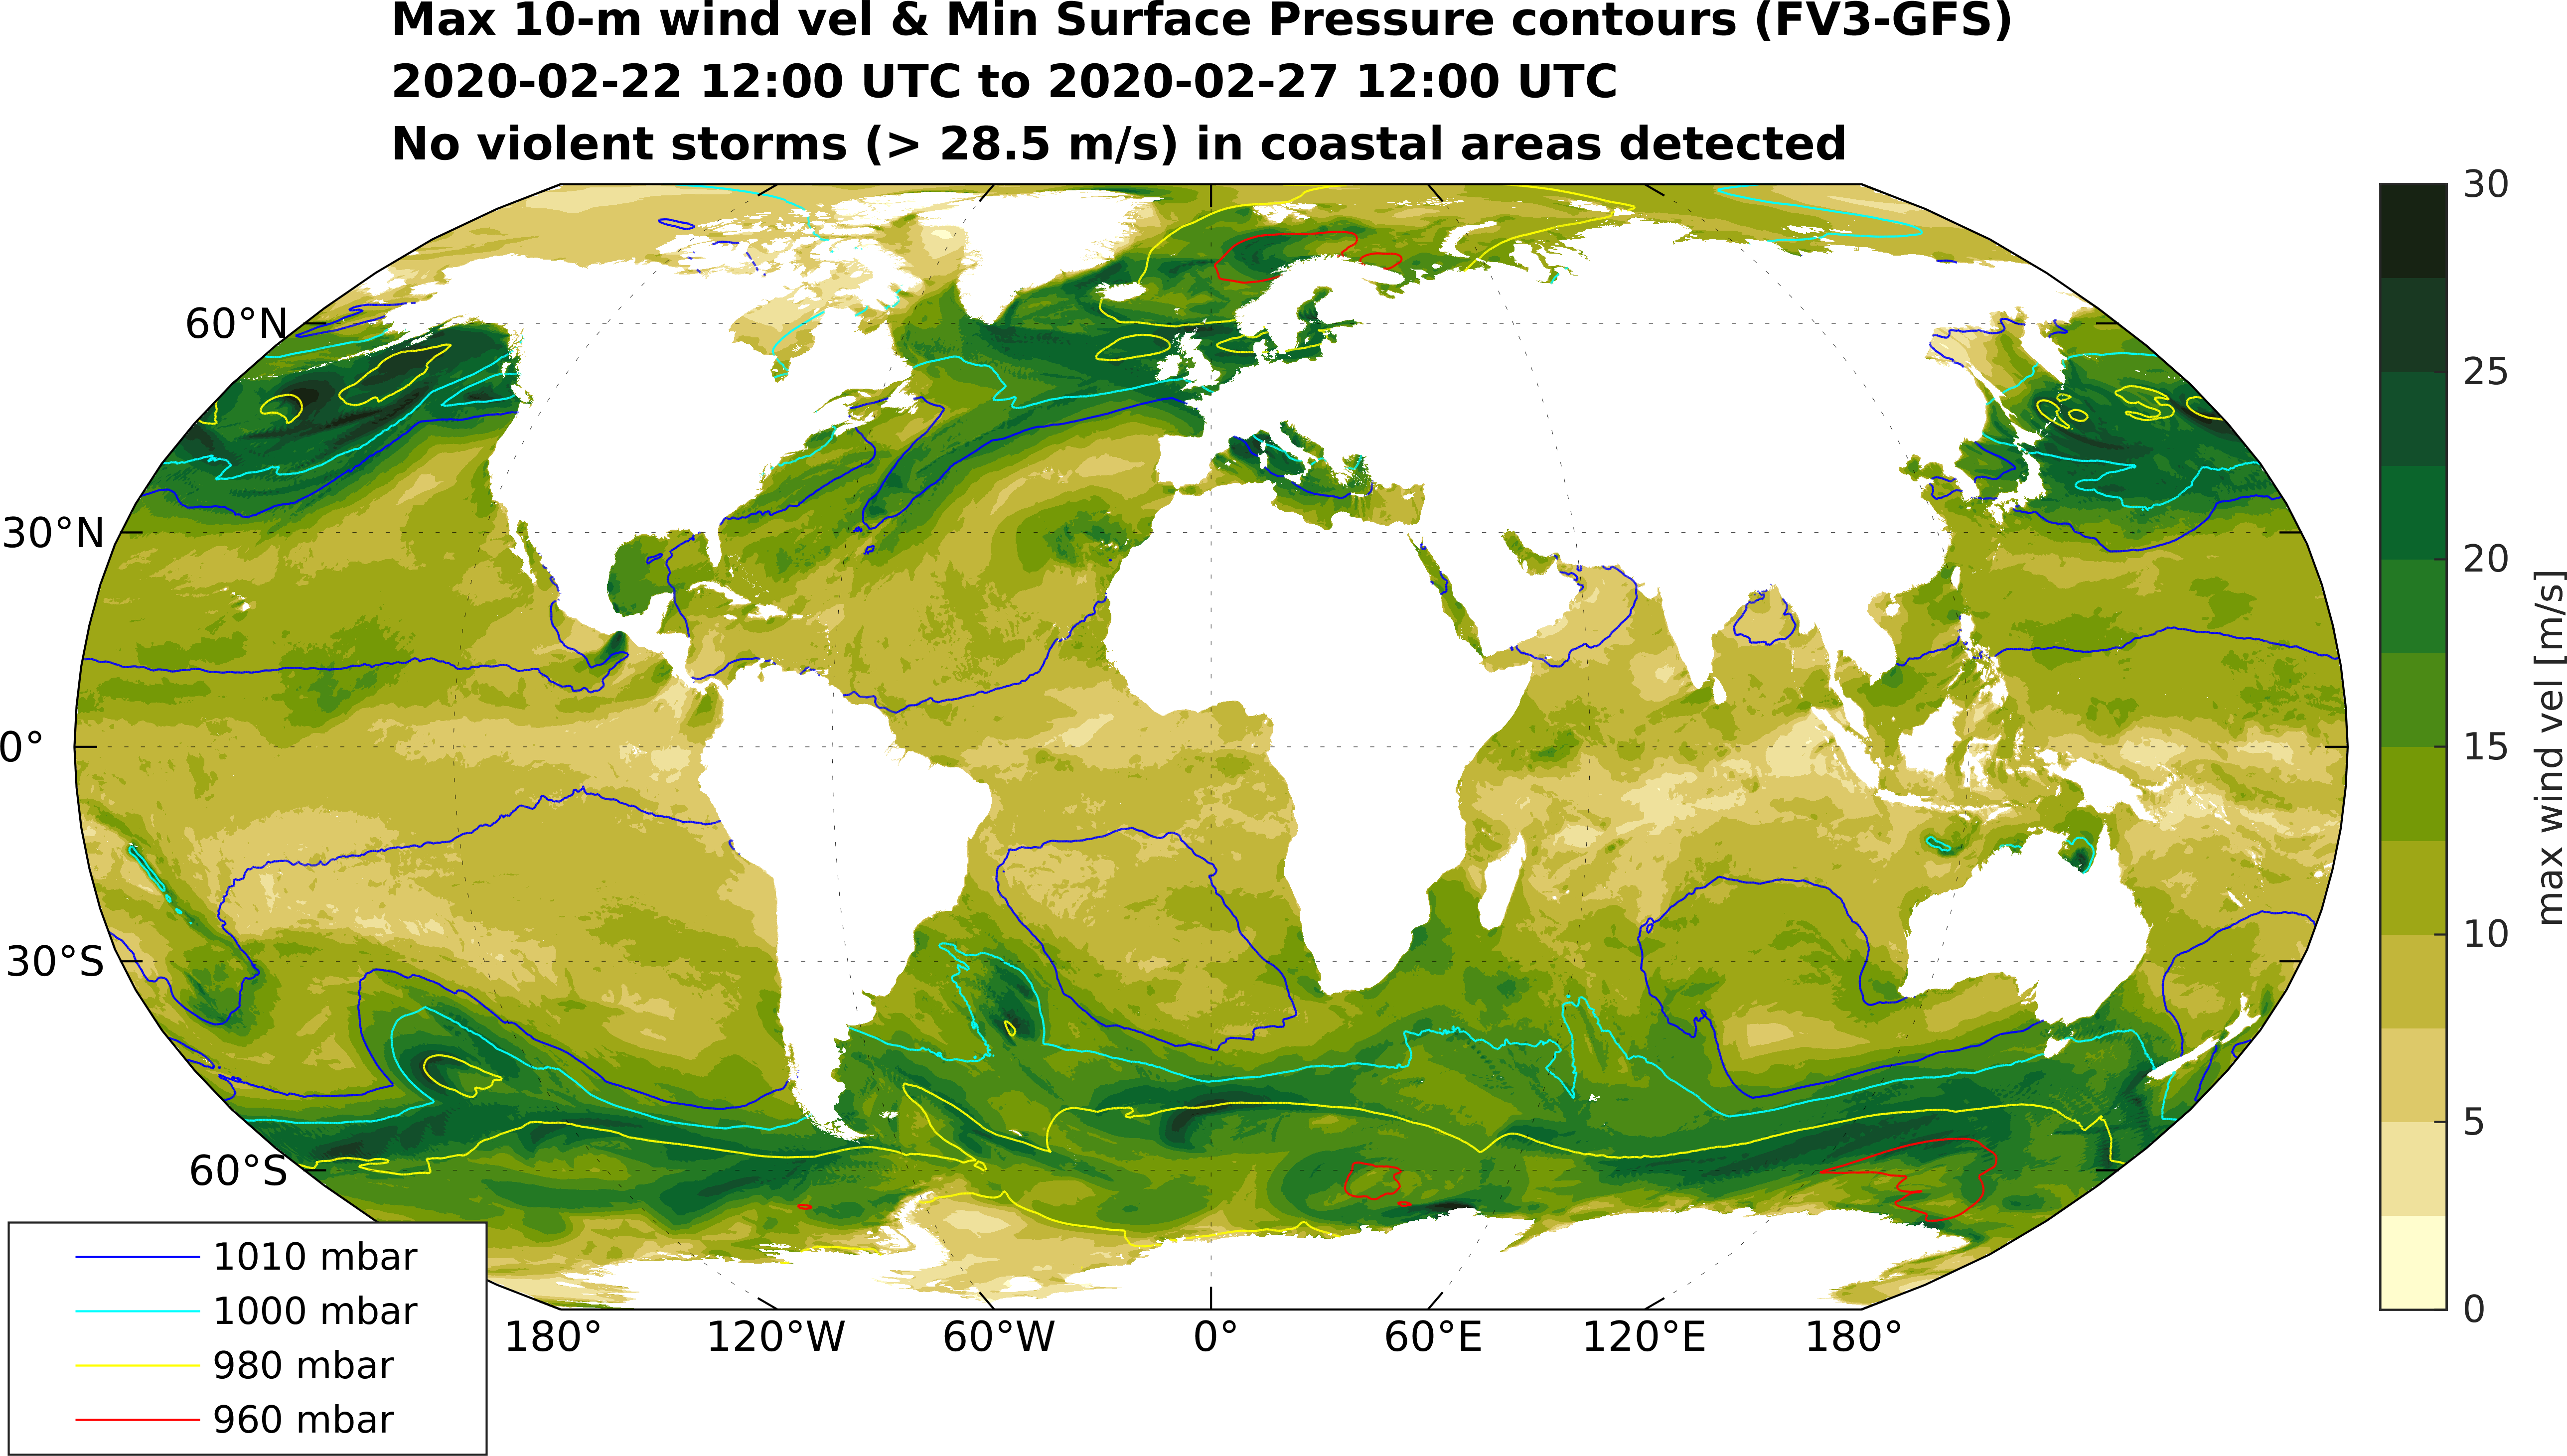 Max 10-m wind vel & Min Surface Pressure contours (FV3-GFS)
2020-02-22 12:00 UTC to 2020-02-27 12:00 UTC
No violent storms (> 28.5 m/s) in coastal areas detected
60°N
30°N
0°
30°S
60°S
180°
120°W
60°W
0°
60°E
120°E
180°
1010 mbar
1000 mbar
980 mbar
960 mbar
30
25
20
15
10
5
0
max wind vel [m/s]